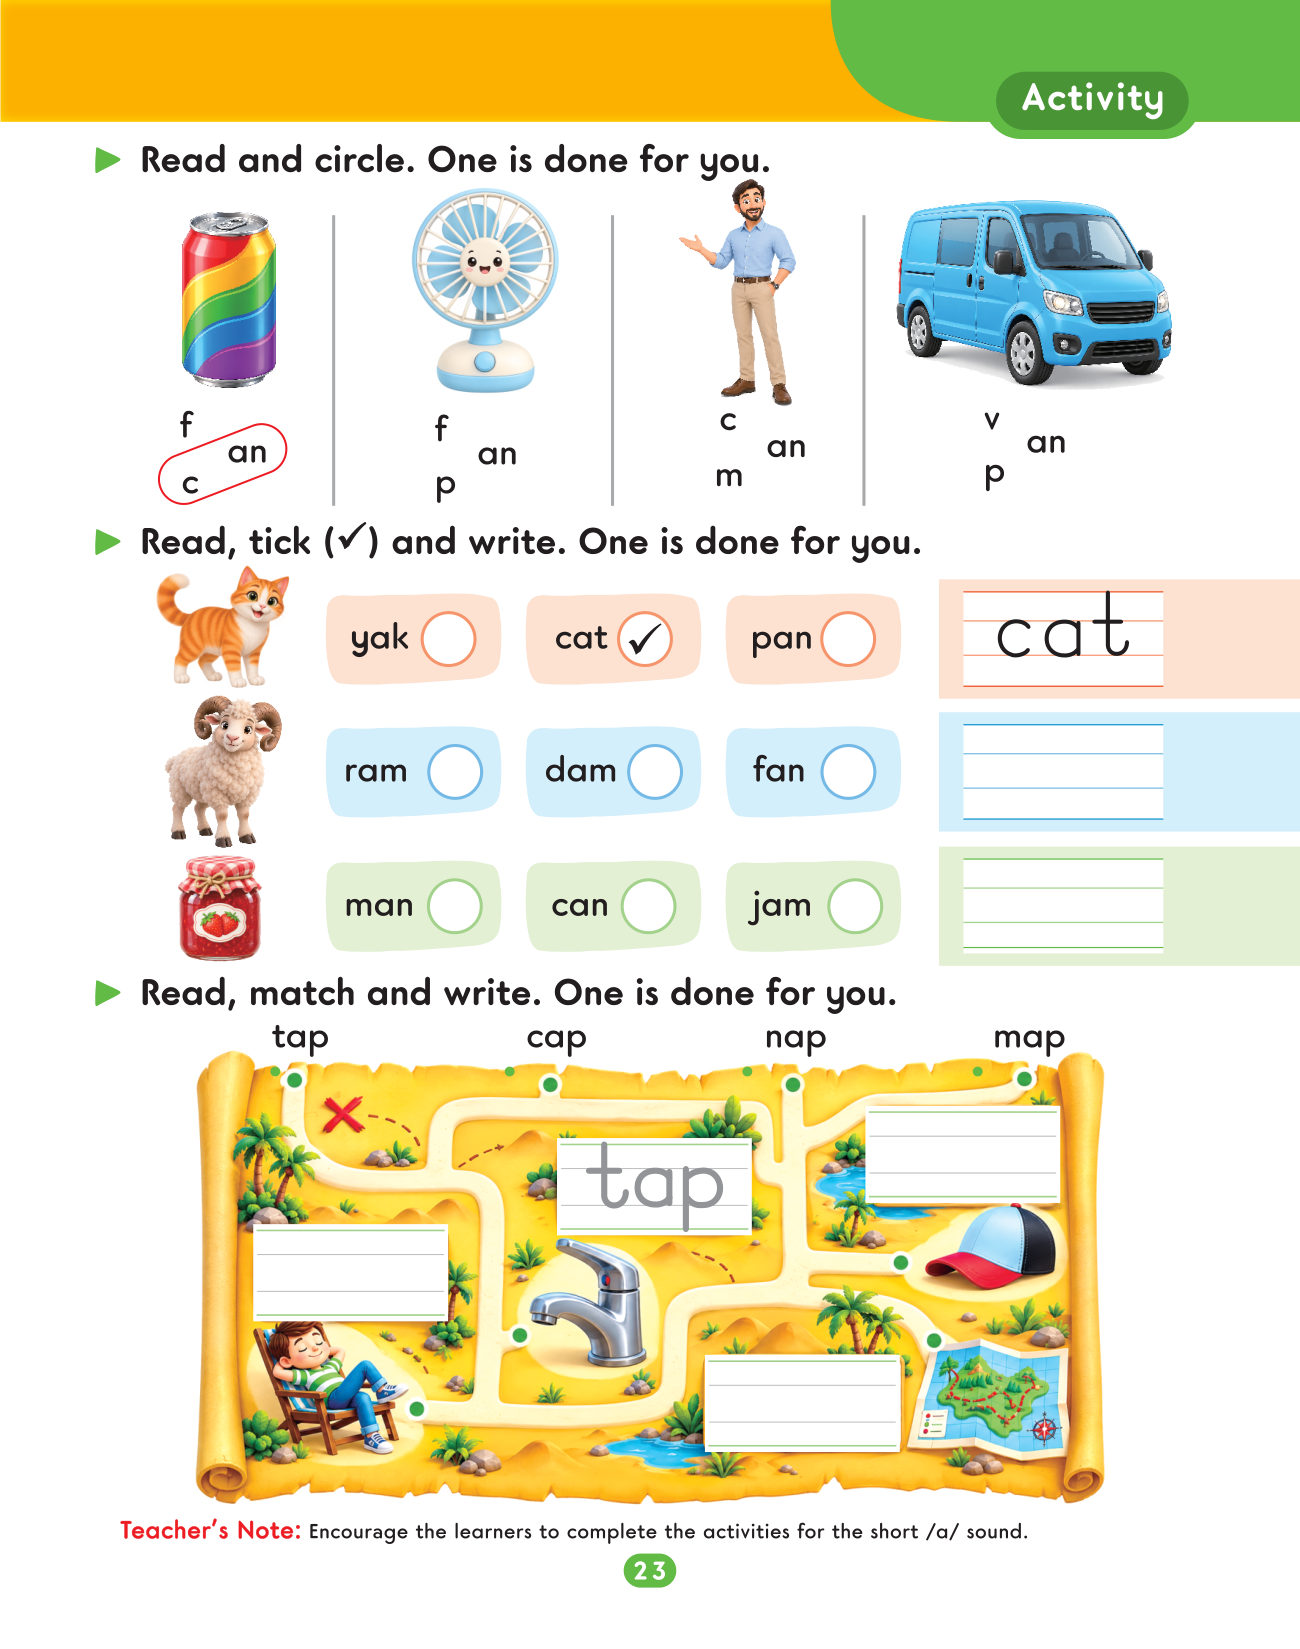 Activity
Read and circle. One is done for you.
f
an
c
f
an
p
c
an
m
v
an
p
Read, tick (✓) and write. One is done for you.
yak cat ✓ pan cat
ram dam fan
man can jam
Read, match and write. One is done for you.
tap cap nap map
tap
Teacher's Note: Encourage the learners to complete the activities for the short /a/ sound.
23